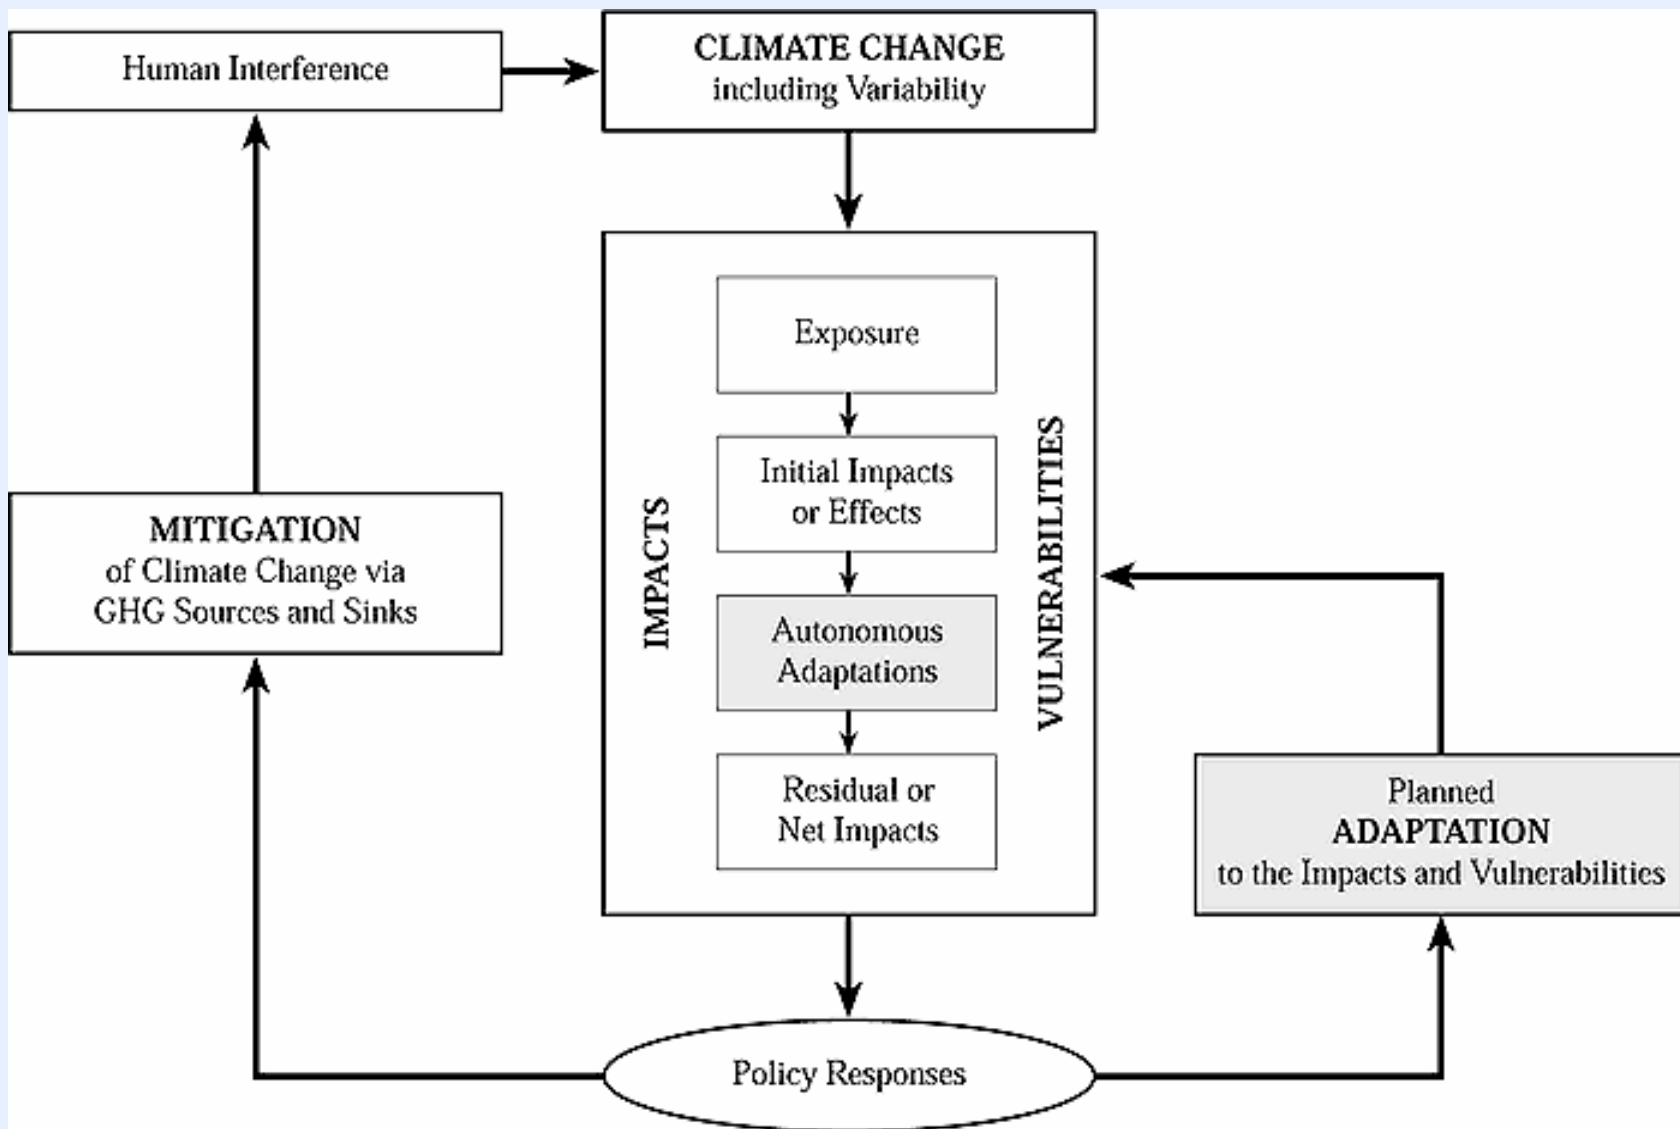 Human Interference
CLIMATE CHANGE
including Variability
Exposure
Initial Impacts
or Effects
IMPACTS
VULNERABILITIES
MITIGATION
of Climate Change via
GHG Sources and Sinks
Autonomous
Adaptations
Residual or
Net Impacts
Planned
ADAPTATION
to the Impacts and Vulnerabilities
Policy Responses